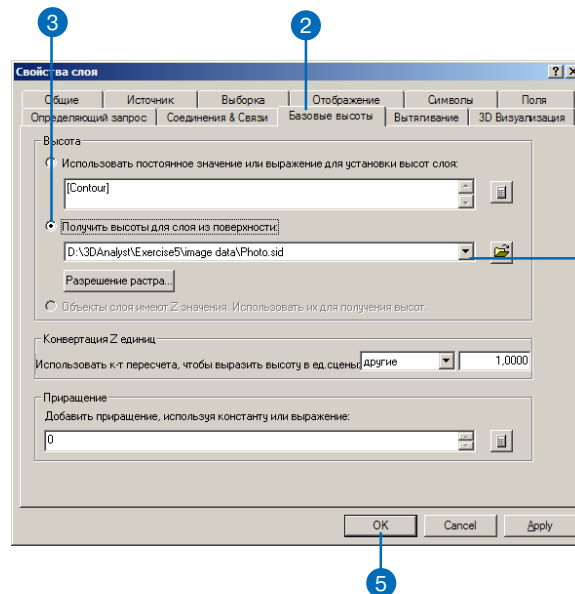 3
2
Свойства слоя
Общие
Источник
Выборка
Отображение
Символы
Поля
Определяющий запрос
Соединения & Связи
Базовые высоты
Вытягивание
3D Визуализация
Высота
Использовать постоянное значение или выражение для установки высот слоя:
[Contour]
Получить высоты для слоя из поверхности:
D:\3DAnalyst\Exercise5\image data\Photo.sid
Разрешение растра...
Объекты слоя имеют Z значения. Использовать их для получения высот.
Конвертация Z единиц
Использовать к-т пересчета, чтобы выразить высоту в ед.сцены:
другие
1,0000
Приращение
Добавить приращение, используя константу или выражение:
0
OK
Cancel
Apply
5